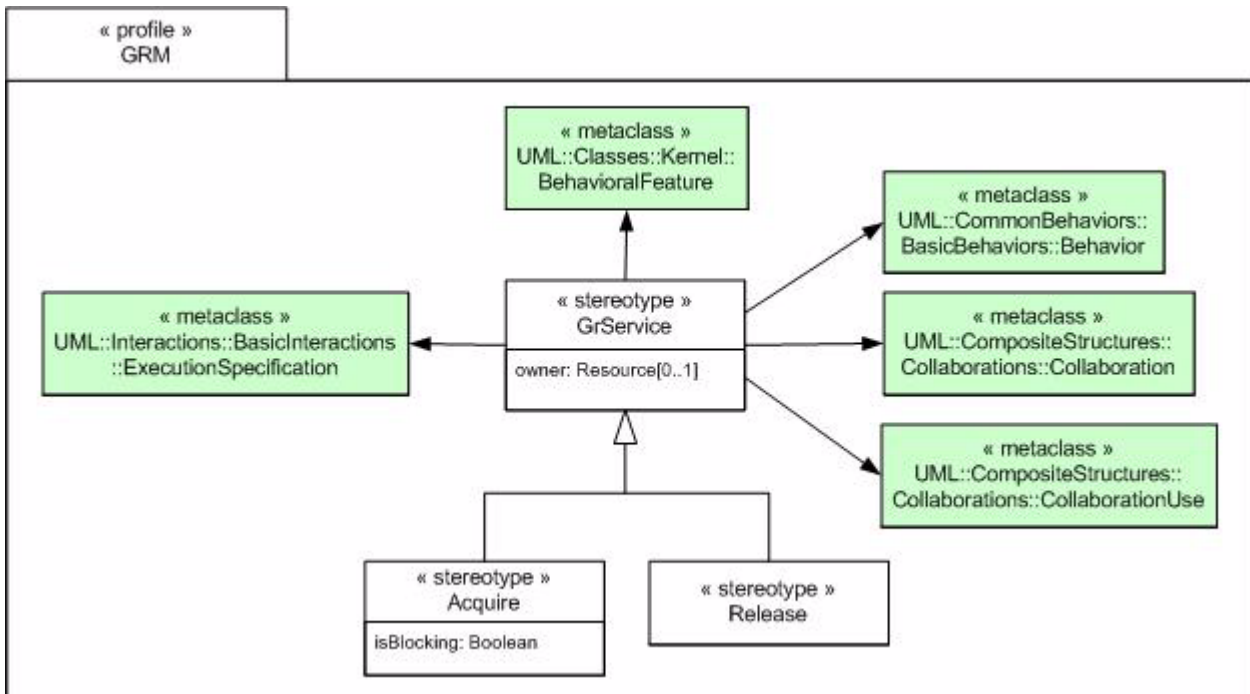 « profile »
GRM
« metaclass »
UML::Classes::Kernel::
BehavioralFeature
« metaclass »
UML::CommonBehaviors::
BasicBehaviors::Behavior
« stereotype »
GrService
owner: Resource[0..1]
« metaclass »
UML::Interactions::BasicInteractions
::ExecutionSpecification
« metaclass »
UML::CompositeStructures::
Collaborations::Collaboration
« metaclass »
UML::CompositeStructures::
Collaborations::CollaborationUse
« stereotype »
Acquire
isBlocking: Boolean
« stereotype »
Release